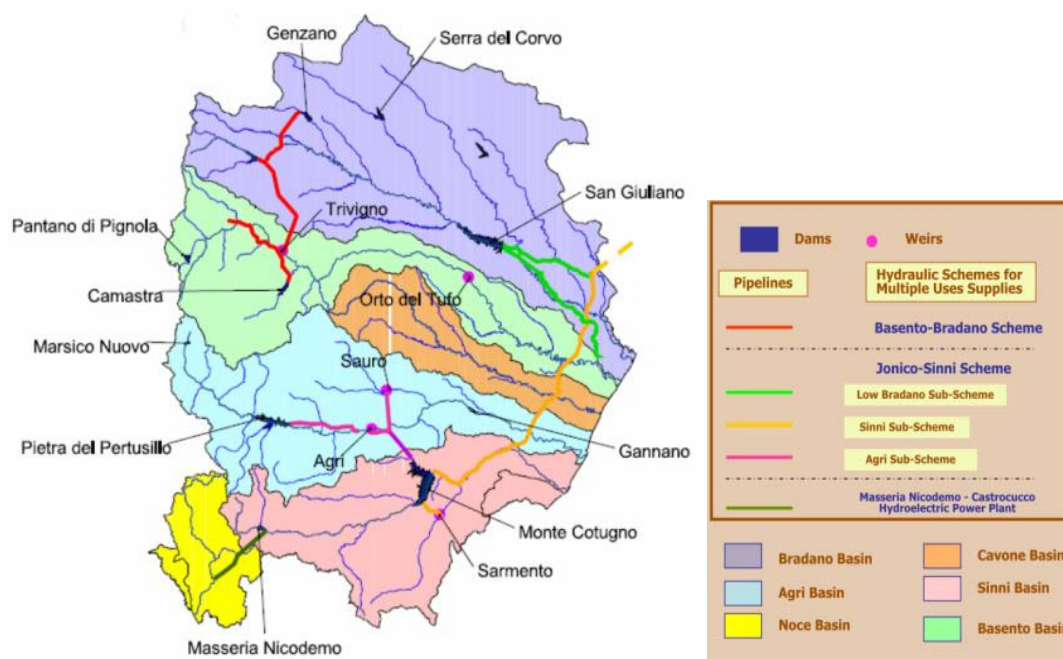 Genzano
Serra del Corvo
San Giuliano
Trivigno
Pantano di Pignola
Camastra
Orto del Tufo
Marsico Nuovo
Sauro
Pietra del Pertusillo
Agri
Gannano
Monte Cotugno
Sarmento
Masseria Nicodemo
Dams
Weirs
Pipelines
Hydraulic Schemes for
Multiple Uses Supplies
Basento-Bradano Scheme
Jonico-Sinni Scheme
Low Bradano Sub-Scheme
Sinni Sub-Scheme
Agri Sub-Scheme
Masseria Nicodemo - Castrocucco
Hydroelectric Power Plant
Bradano Basin
Cavone Basin
Agri Basin
Sinni Basin
Noce Basin
Basento Basin